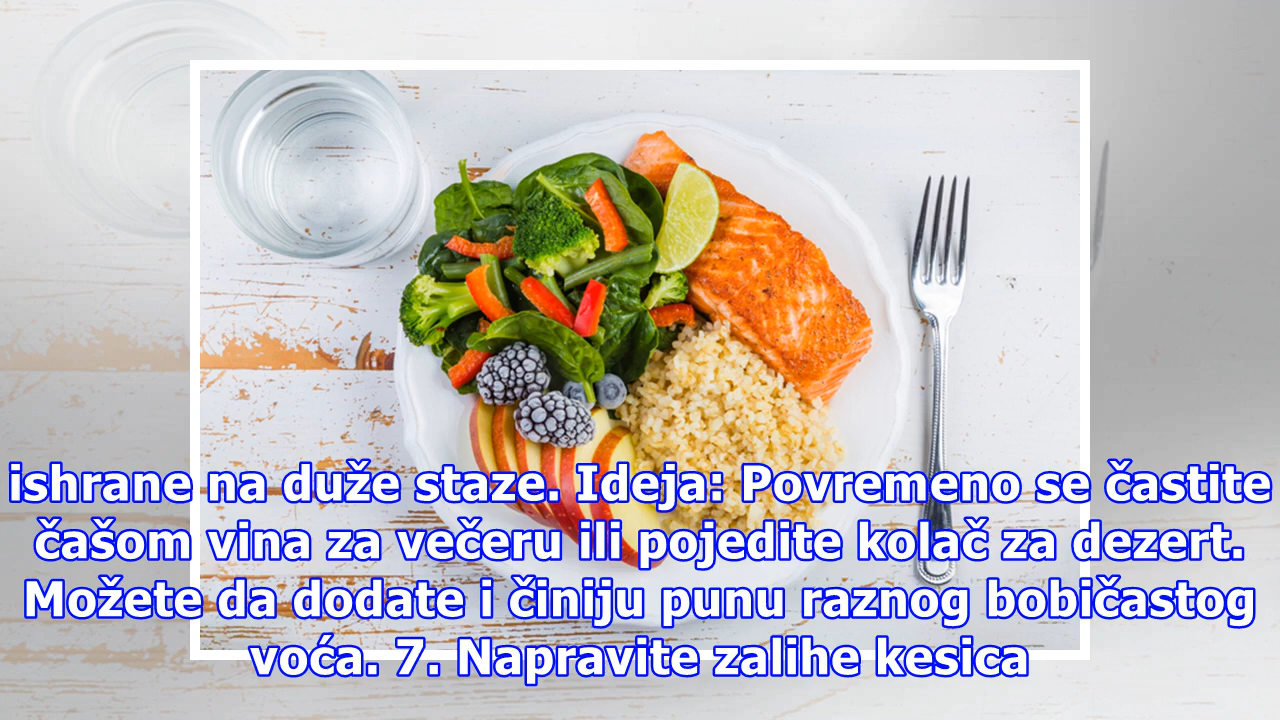 ishrane na duže staze. Ideja: Povremeno se častite
čašom vina za večeru ili pojedite kolač za dezert.
Možete da dodate i činiju punu raznog bobičastog
voća. 7. Napravite zalihe kesica